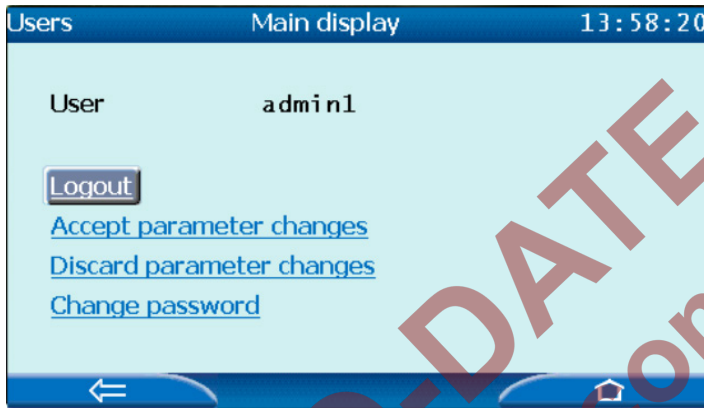 Users Main display 13:58:20
User admin1
Logout
Accept parameter changes
Discard parameter changes
Change password
-DATE